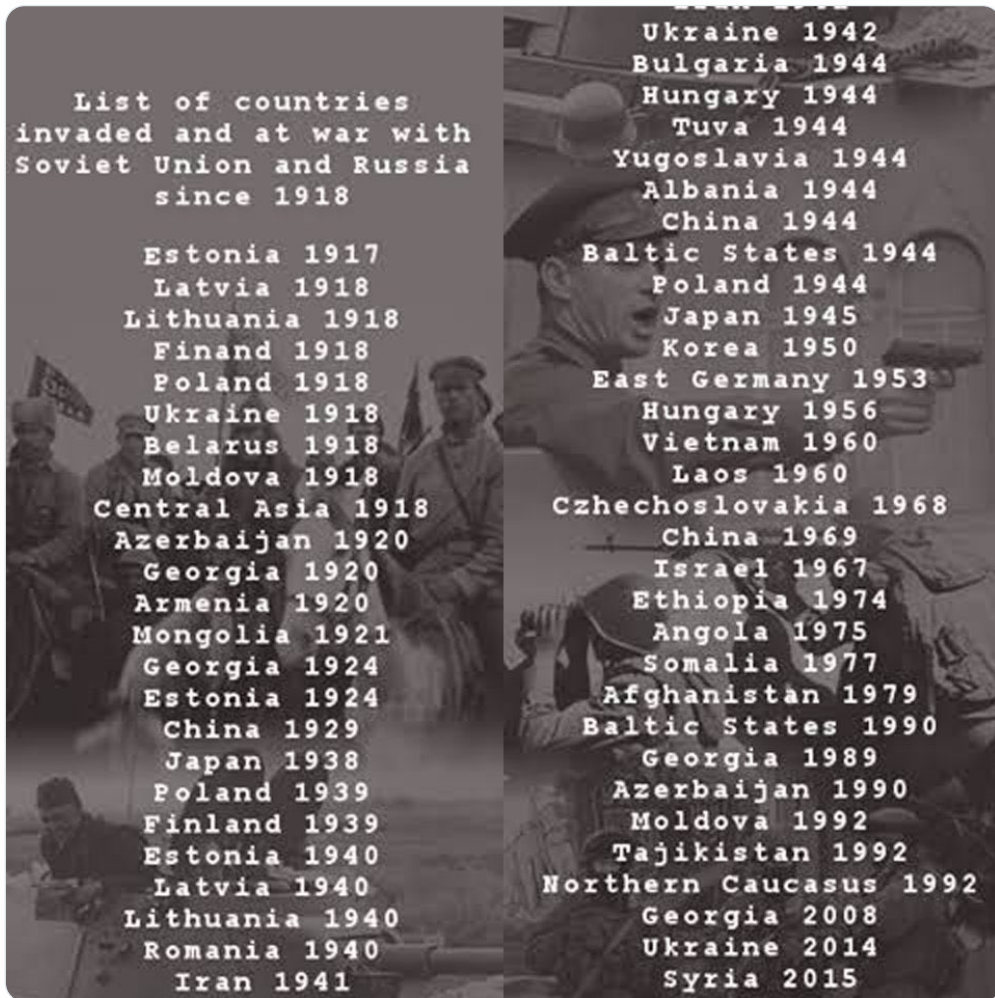 List of countries
invaded and at war with
Soviet Union and Russia
since 1918
Estonia 1917
Latvia 1918
Lithuania 1918
Finand 1918
Poland 1918
Ukraine 1918
Belarus 1918
Moldova 1918
Central Asia 1918
Azerbaijan 1920
Georgia 1920
Armenia 1920
Mongolia 1921
Georgia 1924
Estonia 1924
China 1929
Japan 1938
Poland 1939
Finland 1939
Estonia 1940
Latvia 1940
Lithuania 1940
Romania 1940
Iran 1941
Ukraine 1942
Bulgaria 1944
Hungary 1944
Tuva 1944
Yugoslavia 1944
Albania 1944
China 1944
Baltic States 1944
Poland 1944
Japan 1945
Korea 1950
East Germany 1953
Hungary 1956
Vietnam 1960
Laos 1960
Czhechoslovakia 1968
China 1969
Israel 1967
Ethiopia 1974
Angola 1975
Somalia 1977
Afghanistan 1979
Baltic States 1990
Georgia 1989
Azerbaijan 1990
Moldova 1992
Tajikistan 1992
Northern Caucasus 1992
Georgia 2008
Ukraine 2014
Syria 2015